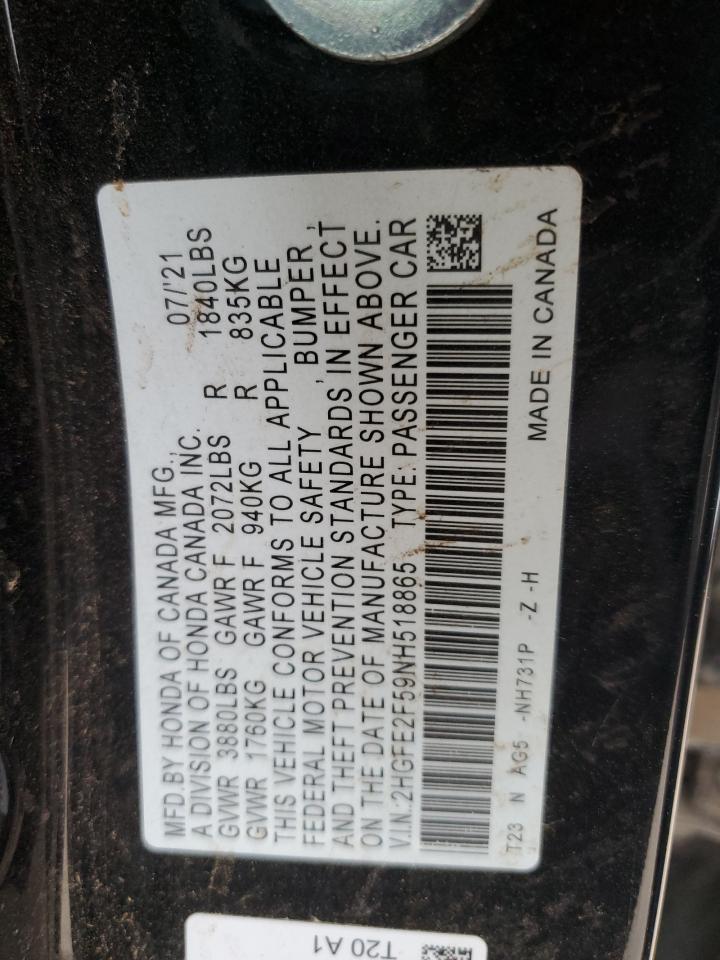 MFD.BY HONDA OF CANADA MFG., 07/'21
A DIVISION OF HONDA CANADA INC.
GVWR 3880LBS GAWR F 2072LBS R 1840LBS
GVWR 1760KG GAWR F 940KG R 835KG
THIS VEHICLE CONFORMS TO ALL APPLICABLE
FEDERAL MOTOR VEHICLE SAFETY , BUMPER ,
AND THEFT PREVENTION STANDARDS IN EFFECT
ON THE DATE OF MANUFACTURE SHOWN ABOVE.
V.I.N.2HGFE2F59NH518865 TYPE: PASSENGER CAR
T23 N AG5 -NH731P -Z -H
MADE IN CANADA
T20 A1